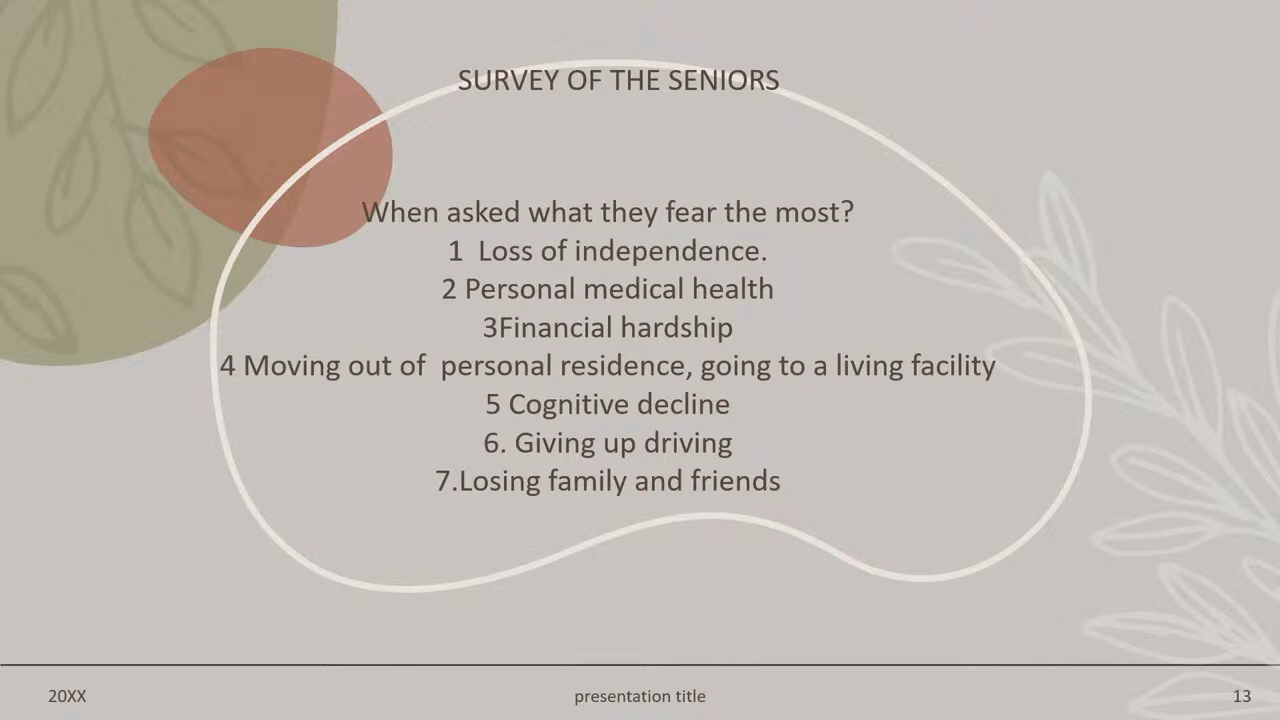 SURVEY OF THE SENIORS
When asked what they fear the most?
1  Loss of independence.
2 Personal medical health
3Financial hardship
4 Moving out of  personal residence, going to a living facility
5 Cognitive decline
6. Giving up driving
7.Losing family and friends
20XX
presentation title
13